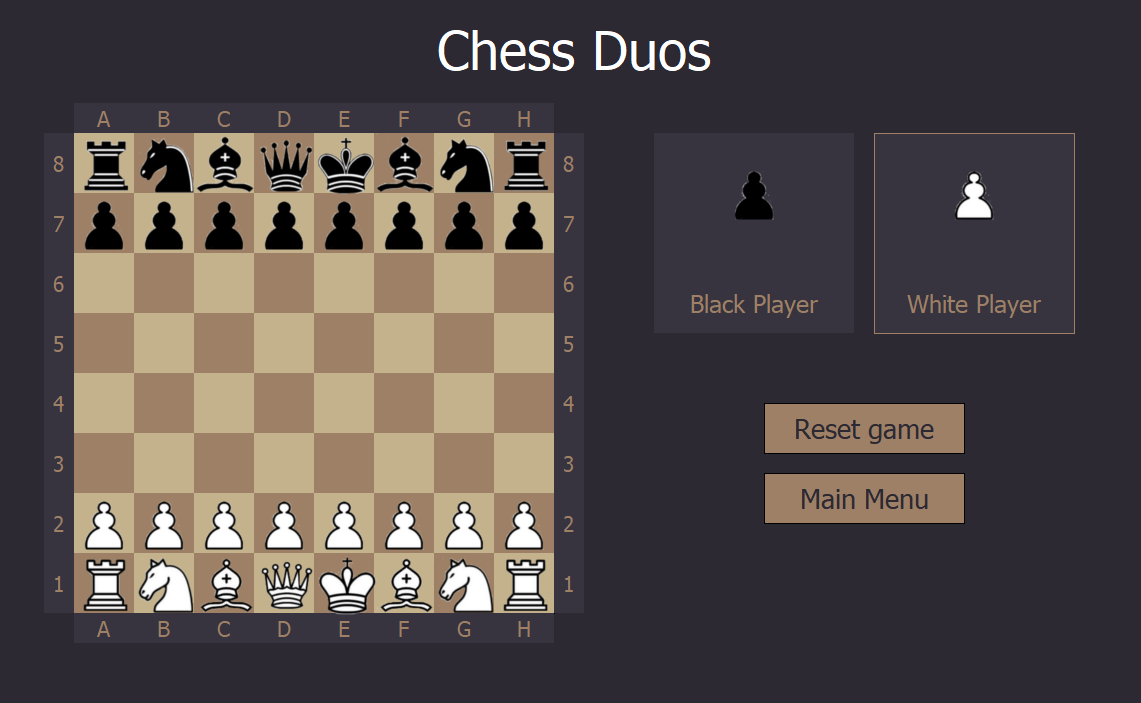 Chess Duos
A B C D E F G H
8 8
7 7
6 6
5 5
4 4
3 3
2 2
1 1
A B C D E F G H
Black Player
White Player
Reset game
Main Menu